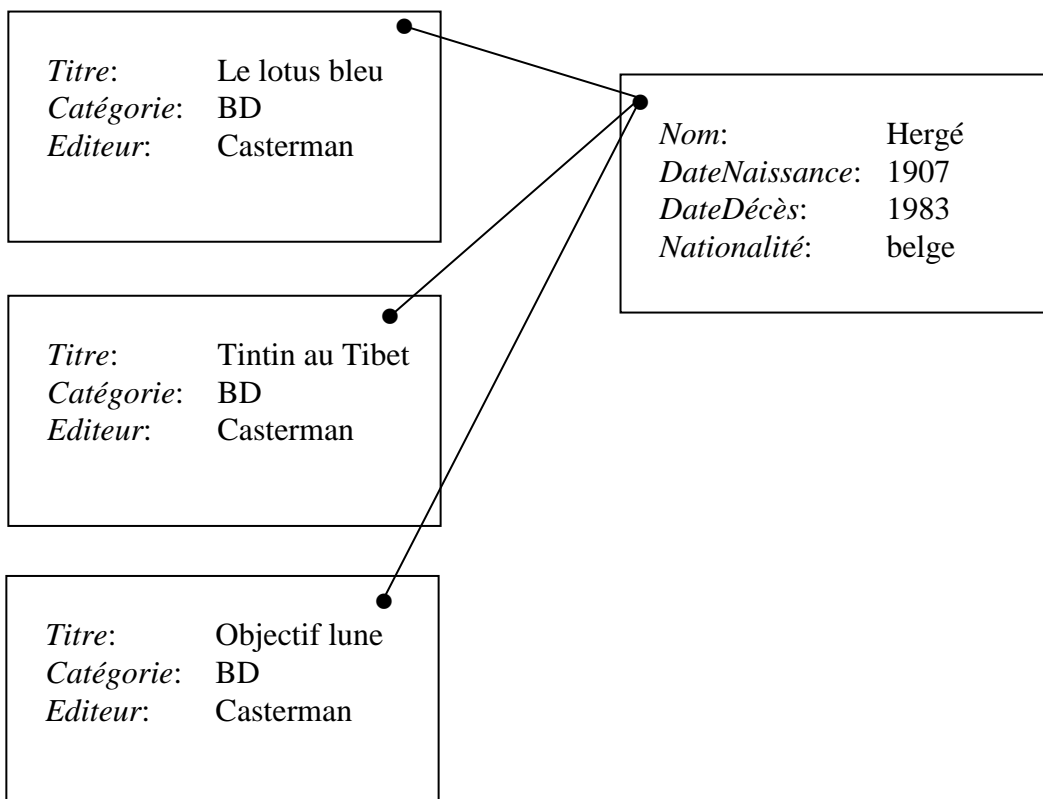 Titre: Le lotus bleu
Catégorie: BD
Editeur: Casterman
Nom: Hergé
DateNaissance: 1907
DateDécès: 1983
Nationalité: belge
Titre: Tintin au Tibet
Catégorie: BD
Editeur: Casterman
Titre: Objectif lune
Catégorie: BD
Editeur: Casterman